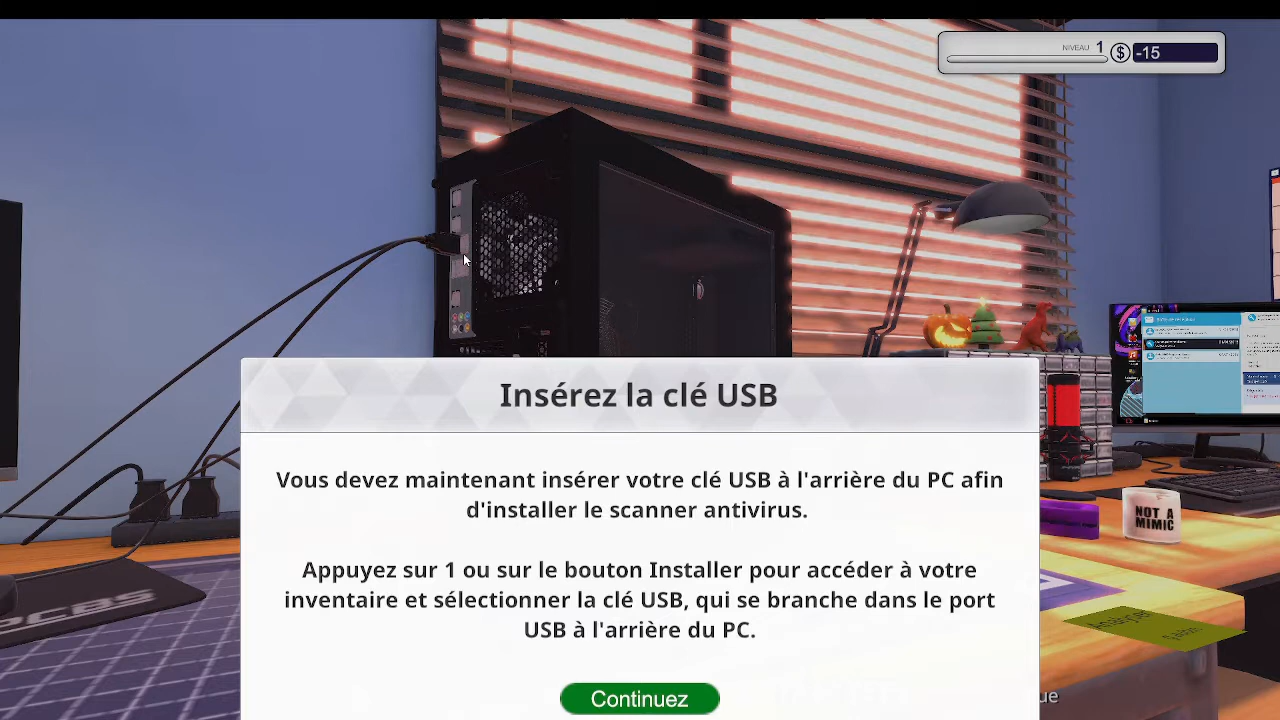 NIVEAU 1 $ -15
Insérez la clé USB
Vous devez maintenant insérer votre clé USB à l'arrière du PC afin
d'installer le scanner antivirus.
Appuyez sur 1 ou sur le bouton Installer pour accéder à votre
inventaire et sélectionner la clé USB, qui se branche dans le port
USB à l'arrière du PC.
Continuez
NOT A
MIMIC
PCBS